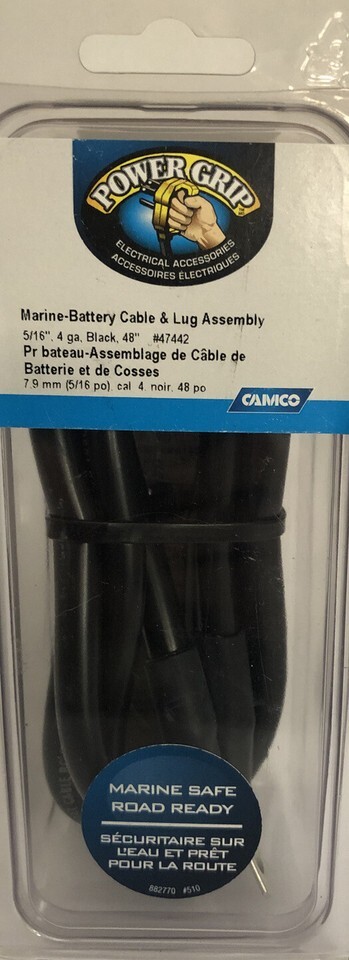 POWER GRIP
ELECTRICAL ACCESSORIES
ACCESSOIRES ÉLECTRIQUES
Marine-Battery Cable & Lug Assembly
5/16", 4 ga, Black, 48" #47442
Pr bateau-Assemblage de Câble de
Batterie et de Cosses
7.9 mm (5/16 po), cal. 4, noir, 48 po
CAMCO
CABLE
MARINE SAFE
ROAD READY
SÉCURITAIRE SUR
L'EAU ET PRÊT
POUR LA ROUTE
882770 #510